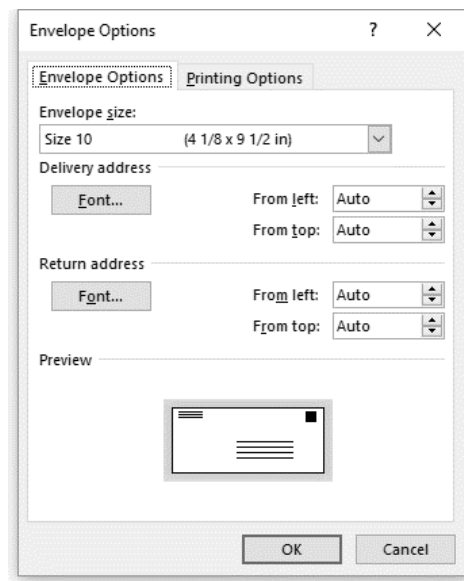 Envelope Options ? ×
Envelope Options Printing Options
Envelope size:
Size 10 (4 1/8 x 9 1/2 in)
Delivery address
Font... From left: Auto
From top: Auto
Return address
Font... From left: Auto
From top: Auto
Preview
OK Cancel